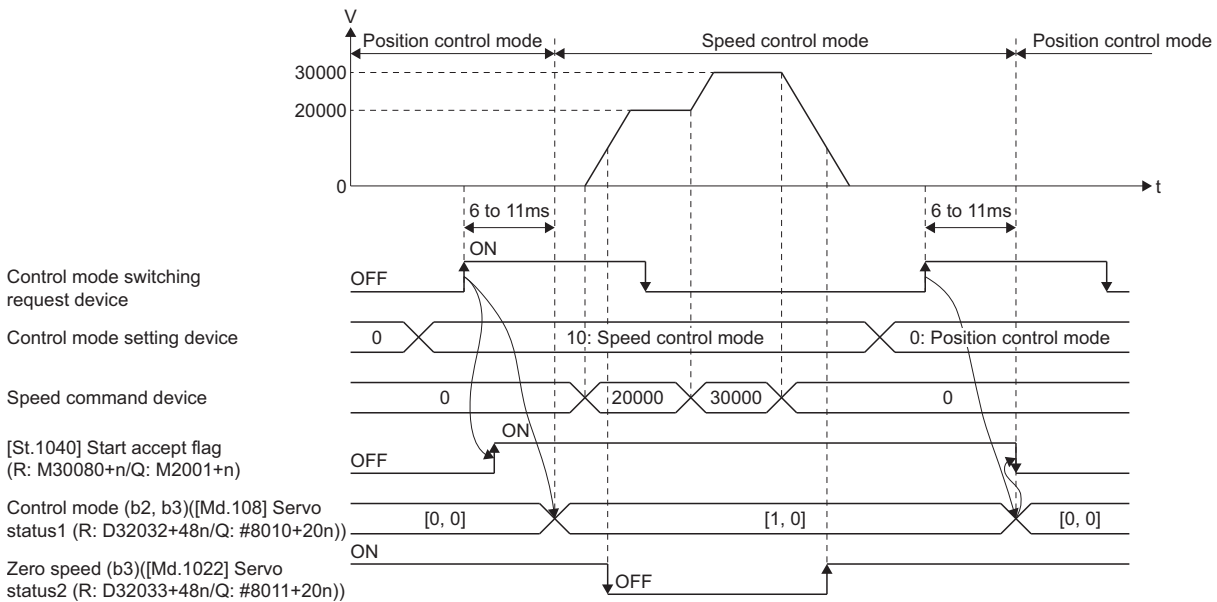 V
Position control mode
Speed control mode
Position control mode
30000
20000
0
t
6 to 11ms
6 to 11ms
ON
Control mode switching
request device
OFF
Control mode setting device
0
10: Speed control mode
0: Position control mode
Speed command device
0
20000
30000
0
[St.1040] Start accept flag
(R: M30080+n/Q: M2001+n)
ON
OFF
Control mode (b2, b3)([Md.108] Servo
status1 (R: D32032+48n/Q: #8010+20n))
[0, 0]
[1, 0]
[0, 0]
ON
Zero speed (b3)([Md.1022] Servo
status2 (R: D32033+48n/Q: #8011+20n))
OFF